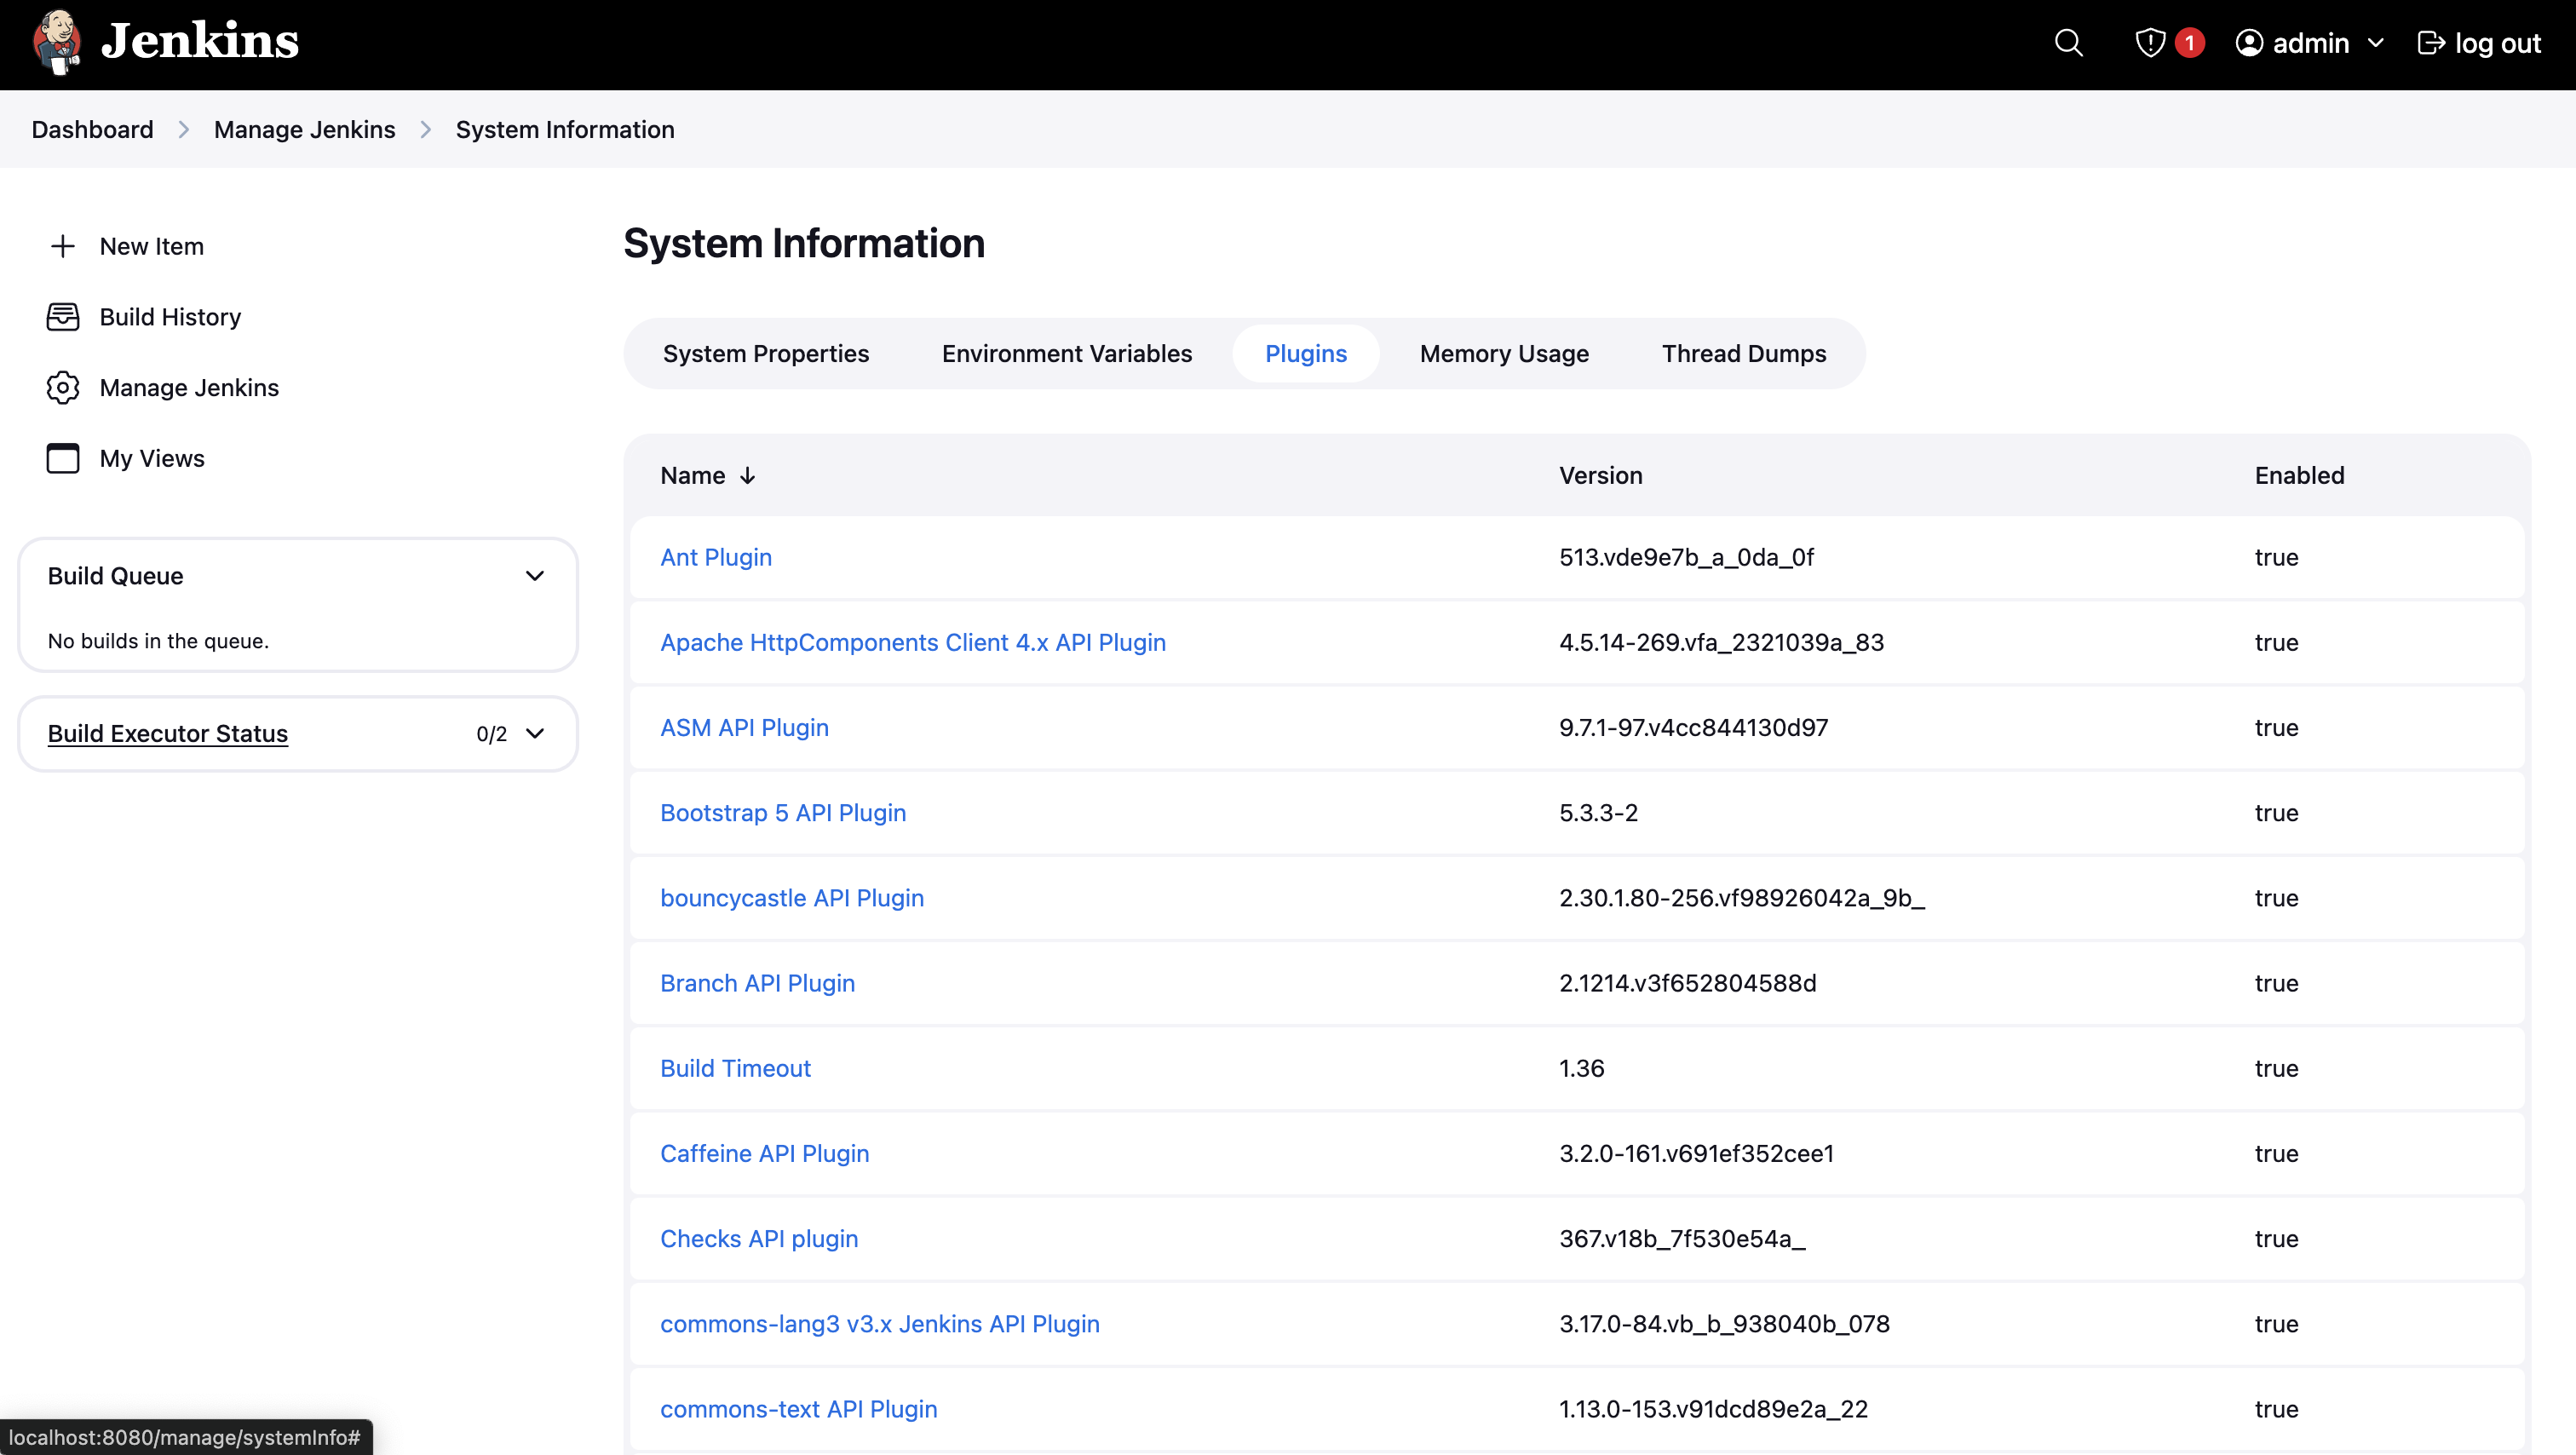 Jenkins
1
admin
log out
Dashboard
Manage Jenkins
System Information
New Item
Build History
Manage Jenkins
My Views
Build Queue
No builds in the queue.
Build Executor Status 0/2
System Information
System Properties Environment Variables Plugins Memory Usage Thread Dumps
Name ↓ Version Enabled
Ant Plugin 513.vde9e7b_a_0da_0f true
Apache HttpComponents Client 4.x API Plugin 4.5.14-269.vfa_2321039a_83 true
ASM API Plugin 9.7.1-97.v4cc844130d97 true
Bootstrap 5 API Plugin 5.3.3-2 true
bouncycastle API Plugin 2.30.1.80-256.vf98926042a_9b_ true
Branch API Plugin 2.1214.v3f652804588d true
Build Timeout 1.36 true
Caffeine API Plugin 3.2.0-161.v691ef352cee1 true
Checks API plugin 367.v18b_7f530e54a_ true
commons-lang3 v3.x Jenkins API Plugin 3.17.0-84.vb_b_938040b_078 true
commons-text API Plugin 1.13.0-153.v91dcd89e2a_22 true
localhost:8080/manage/systemInfo#